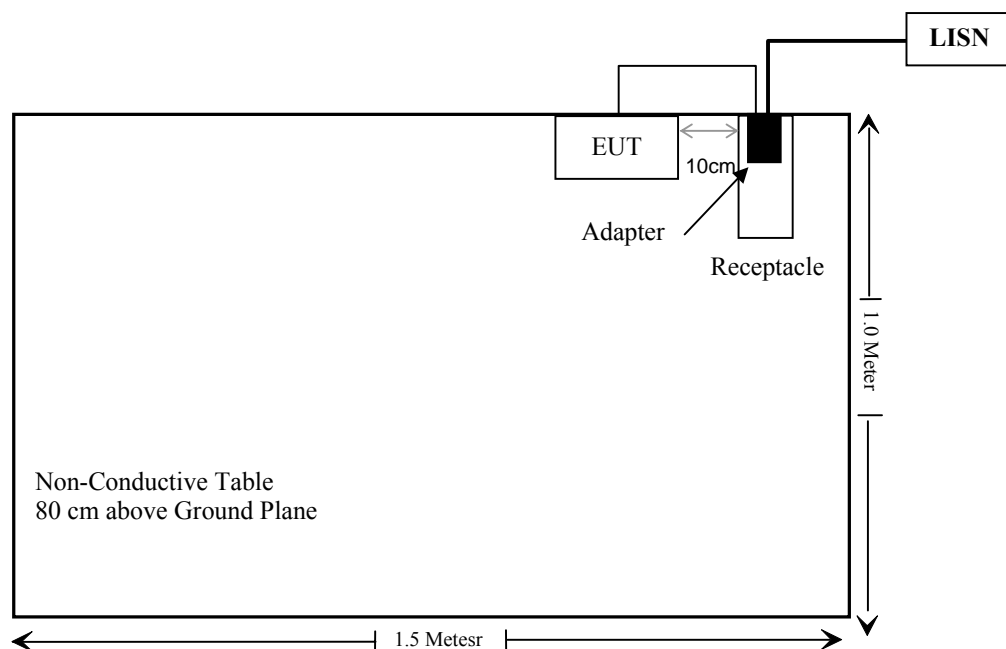 LISN
EUT
10cm
Adapter
Receptacle
1.0 Meter
Non-Conductive Table
80 cm above Ground Plane
1.5 Metesr